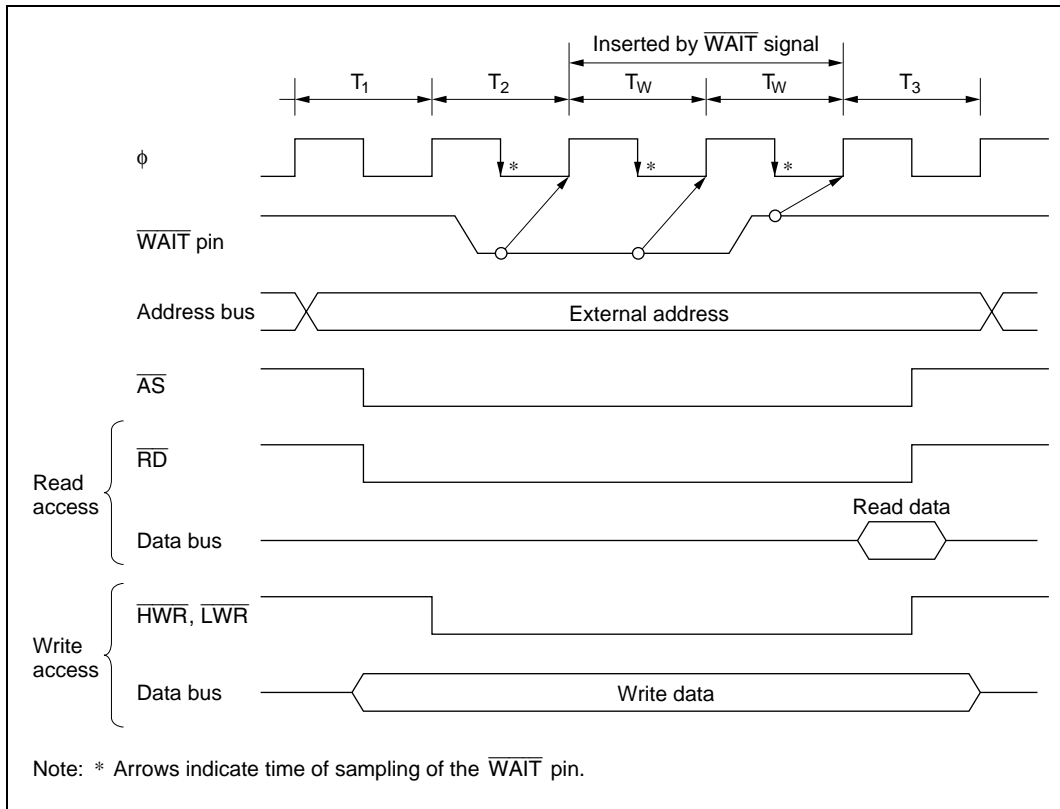 Inserted by WAIT signal
T1 T2 TW TW T3
ϕ * * *
WAIT pin
Address bus External address
AS
Read access
RD
Read data
Data bus
Write access
HWR, LWR
Data bus Write data
Note: * Arrows indicate time of sampling of the WAIT pin.